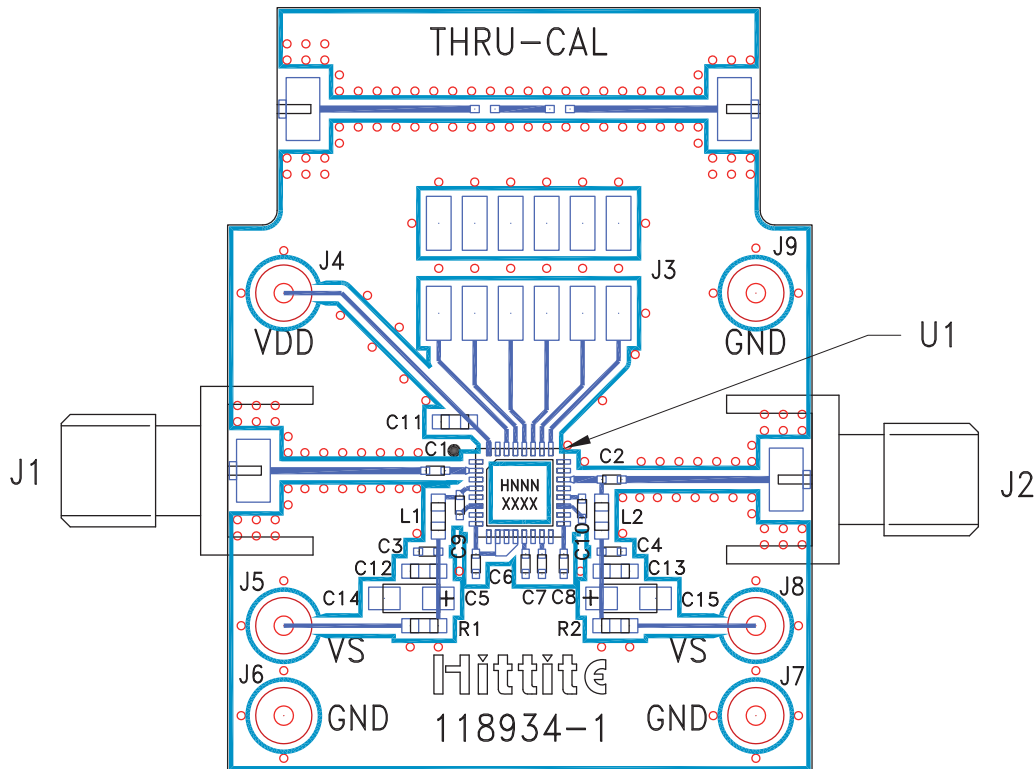 THRU-CAL
J4
J9
J3
VDD
GND
U1
C11
C1
C2
HNNN
XXXX
J1
J2
L1
L2
C9
C10
C3
C4
C12
C6
C13
J5
C14
C5
C7
C8
C15
J8
VS
R1
R2
VS
J6
Hittite
J7
GND
118934-1
GND